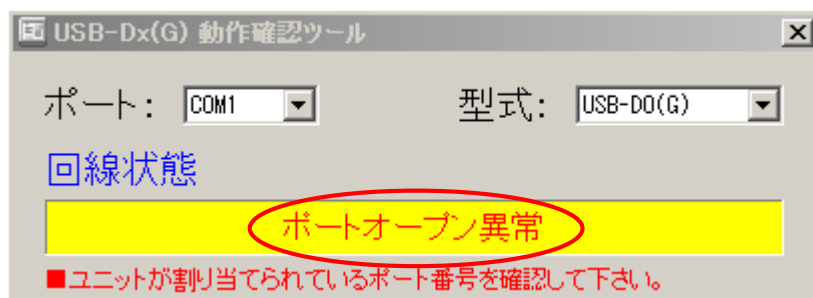 USB-Dx(G) 動作確認ツール
ポート: COM1 型式: USB-DO(G)
回線状態
ポートオープン異常
■ユニットが割り当てられているポート番号を確認して下さい。